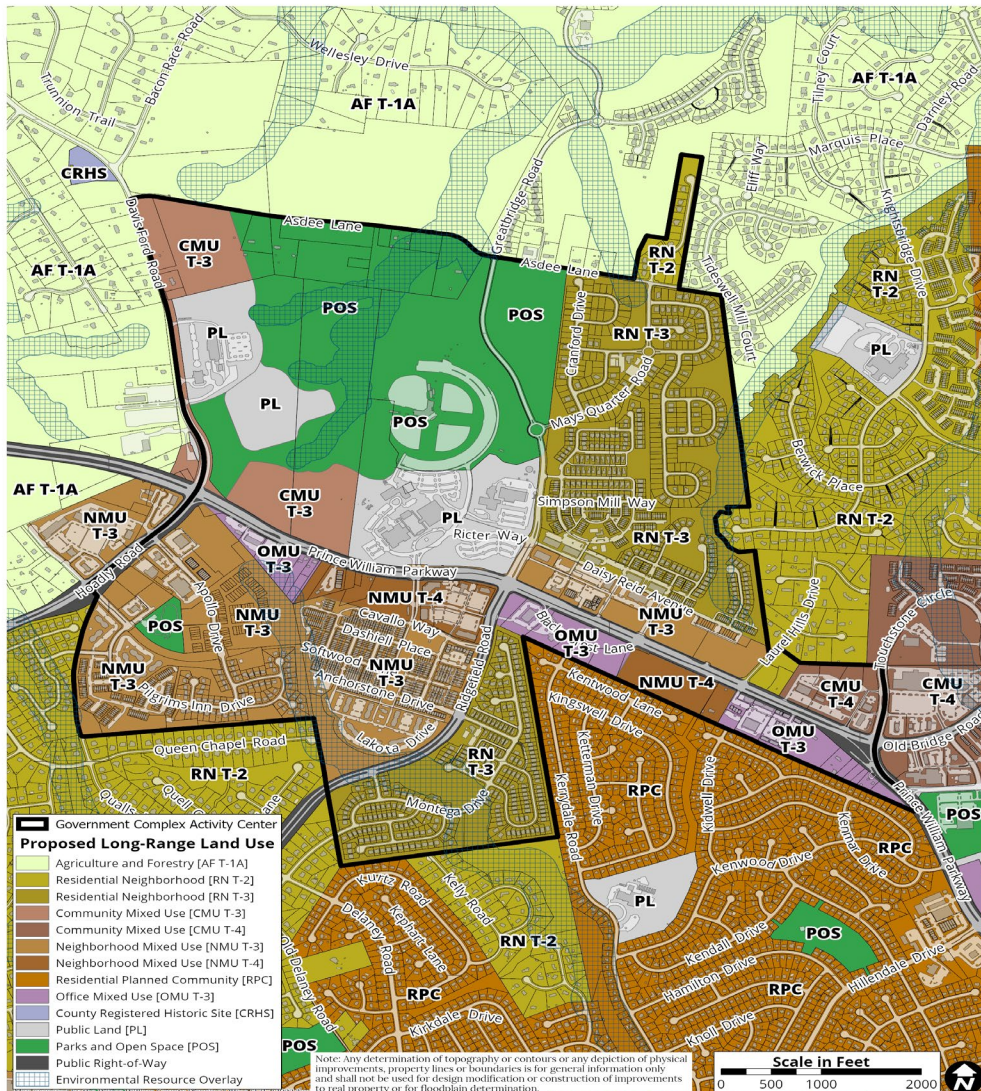 Wellesley Drive
Bacon Race Road
Trunnion Trail
AF T-1A
Tilney Court
AF T-1A
Darnley Road
Marquis Place
CRHS
Greatbridge Road
Eliff Way
Knightsbridge Drive
Davis Ford Road
Asdee Lane
CMU
T-3
Asdee Lane
RN
T-2
AF T-1A
Tideswell Mill Court
RN
T-2
POS
POS
Cranford Drive
RN T-3
PL
PL
Mays Quarter Road
PL
POS
Berwick Place
AF T-1A
CMU
T-3
Simpson Mill Way
PL
NMU
T-3
Ricter Way
RN T-3
RN T-2
OMU
T-3
Prince William Parkway
Hoadly Road
Daisy Reid Avenue
Apollo Drive
NMU T-4
NMU
T-3
POS
NMU
T-3
Cavallo Way
OMU
T-3
Lane
Laurel Hills Drive
Touchstone Circle
Dashiell Place
Softwood
NMU
T-3
Ridgefield Road
NMU
T-3
Anchorstone Drive
Kentwood Lane
NMU T-4
CMU
T-4
CMU
T-4
Pilgrims Inn Drive
Kingswell Drive
Lakota Drive
OMU
T-3
Old Bridge Road
Queen Chapel Road
RN
T-3
Ketterman Drive
Kidwell Drive
RN T-2
RPC
Montega Drive
Kerrydale Road
Kenmar Drive
Prince William Parkway
POS
Quell
Lane
RPC
Kenwood Drive
Government Complex Activity Center
Proposed Long-Range Land Use
Agriculture and Forestry [AF T-1A]
Residential Neighborhood [RN T-2]
Residential Neighborhood [RN T-3]
Community Mixed Use [CMU T-3]
Community Mixed Use [CMU T-4]
Neighborhood Mixed Use [NMU T-3]
Neighborhood Mixed Use [NMU T-4]
Residential Planned Community [RPC]
Office Mixed Use [OMU T-3]
County Registered Historic Site [CRHS]
Public Land [PL]
Parks and Open Space [POS]
Public Right-of-Way
Environmental Resource Overlay
Kurtz Road
Kelly Road
Kephart Lane
Delaney Road
PL
RN T-2
POS
Kendall Drive
Old Delaney Road
Hillendale Drive
Hamilton Drive
RPC
RPC
Kirkdale Drive
Knoll Drive
POS
Note: Any determination of topography or contours or any depiction of physical
improvements, property lines or boundaries is for general information only
and shall not be used for design modification or construction of improvements
to real property or for floodplain determination.
Scale in Feet
0 500 1000 2000